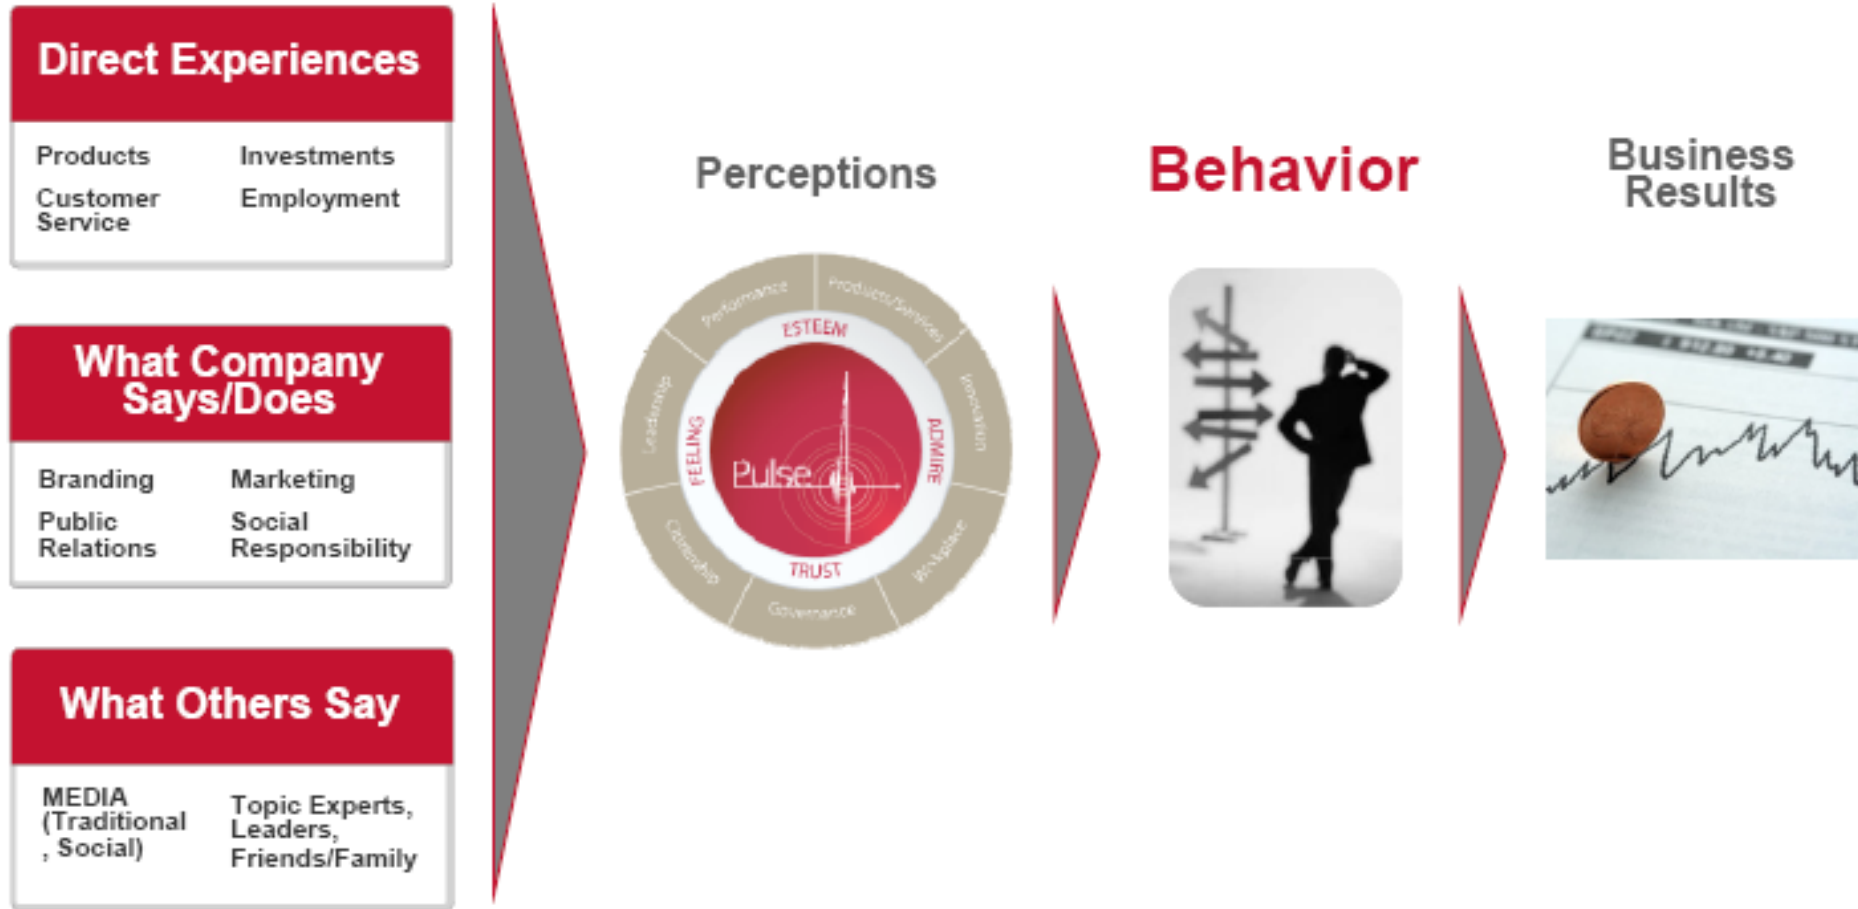 Direct Experiences
Products
Investments
Customer
Service
Employment
What Company
Says/Does
Branding
Marketing
Public
Relations
Social
Responsibility
What Others Say
MEDIA
(Traditional
, Social)
Topic Experts,
Leaders,
Friends/Family
Perceptions
Performance
Products/Services
Innovation
Workplace
Governance
Citizenship
Leadership
ESTEEM
ADMIRE
TRUST
FEELING
Pulse
Behavior
Business
Results